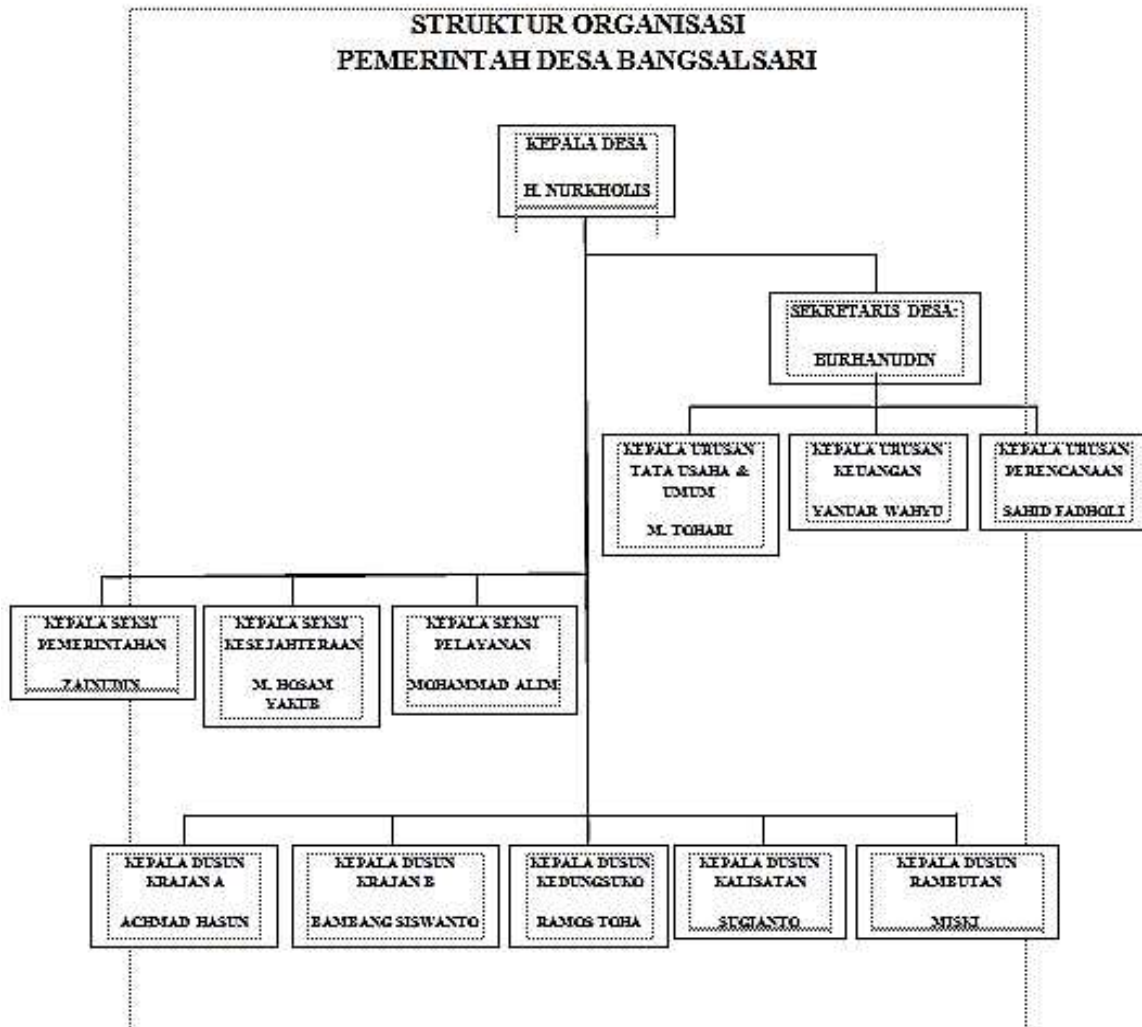 STRUKTUR ORGANISASI
PEMERINTAH DESA BANGSALSARI
KEPALA DESA
H. NURKHOLIS
SEKRETARIS DESA:
BURHANUDIN
KEPALA URUSAN
TATA USAHA &
UMUM
M. TOHARI
KEPALA URUSAN
KEUANGAN
YANUAR WAHYU
KEPALA URUSAN
PERENCANAAN
SAHID FADHOLI
KEPALA SEKSI
PEMERINTAHAN
ZAINUDIN
KEPALA SEKSI
KESEJAHTERAAN
M. HOSAM
YAKUB
KEPALA SEKSI
PELAYANAN
MOHAMMAD ALIM
KEPALA DUSUN
KRAJAN A
ACHMAD HASUN
KEPALA DUSUN
KRAJAN B
BAMBANG SISWANTO
KEPALA DUSUN
KEDUNGSUKO
RAMOS TOHA
KEPALA DUSUN
KALISATAN
SUGIANTO
KEPALA DUSUN
RAMBUTAN
MISKI